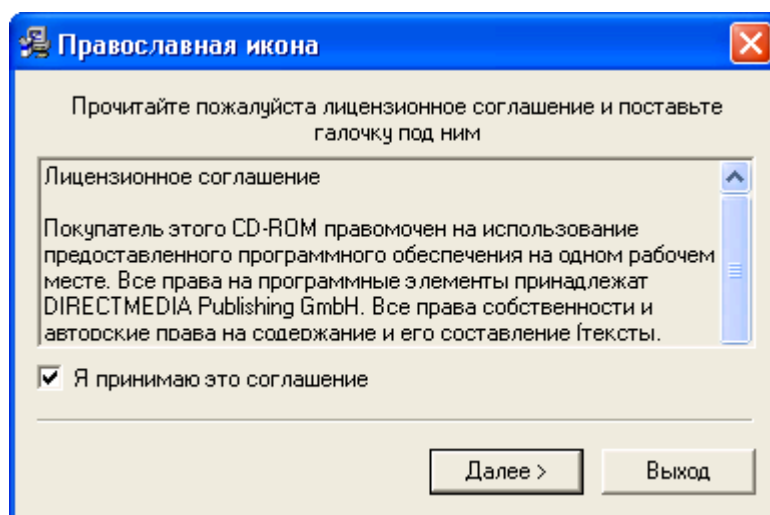 Православная икона
Прочитайте пожалуйста лицензионное соглашение и поставьте
галочку под ним
Лицензионное соглашение
Покупатель этого CD-ROM правомочен на использование
предоставленного программного обеспечения на одном рабочем
месте. Все права на программные элементы принадлежат
DIRECTMEDIA Publishing GmbH. Все права собственности и
авторские права на содержание и его составление (тексты,
Я принимаю это соглашение
Далее >
Выход